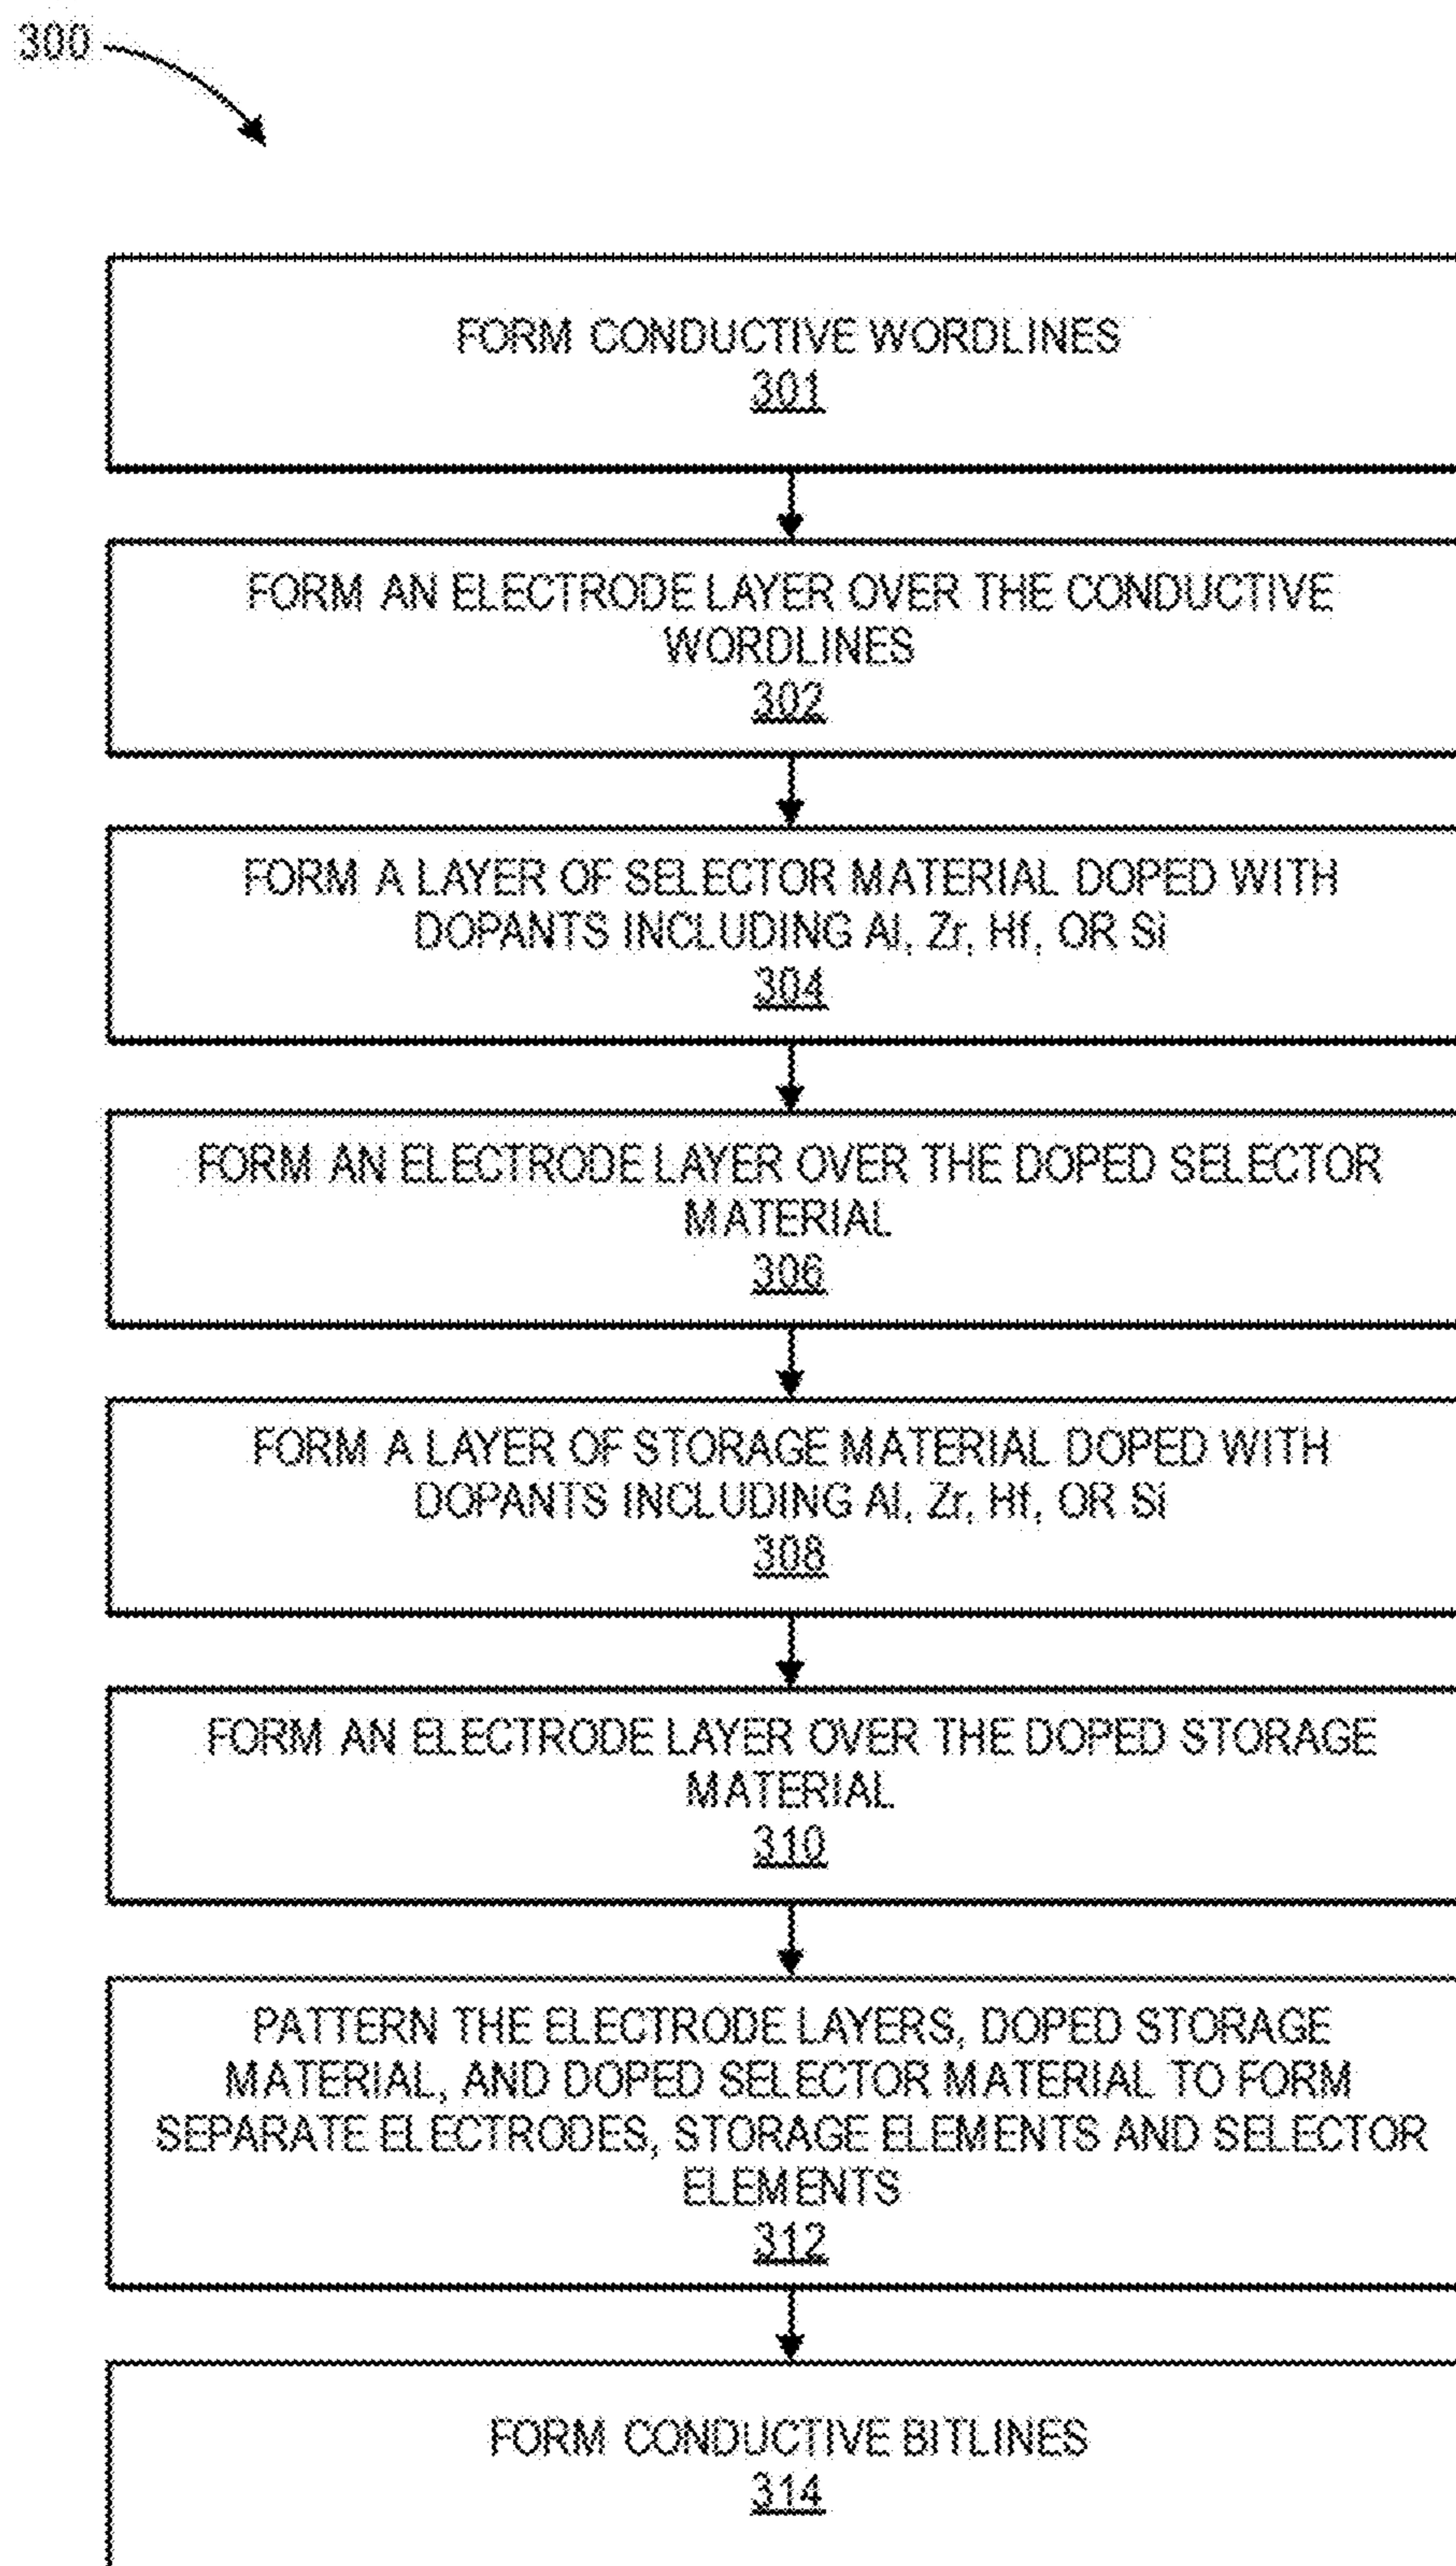 300
FORM CONDUCTIVE WORDLINES
301
FORM AN ELECTRODE LAYER OVER THE CONDUCTIVE
WORDLINES
302
FORM A LAYER OF SELECTOR MATERIAL DOPED WITH
DOPANTS INCLUDING Al, Zr, Hf, OR Si
304
FORM AN ELECTRODE LAYER OVER THE DOPED SELECTOR
MATERIAL
306
FORM A LAYER OF STORAGE MATERIAL DOPED WITH
DOPANTS INCLUDING Al, Zr, Hf, OR Si
308
FORM AN ELECTRODE LAYER OVER THE DOPED STORAGE
MATERIAL
310
PATTERN THE ELECTRODE LAYERS, DOPED STORAGE
MATERIAL, AND DOPED SELECTOR MATERIAL TO FORM
SEPARATE ELECTRODES, STORAGE ELEMENTS AND SELECTOR
ELEMENTS
312
FORM CONDUCTIVE BITLINES
314